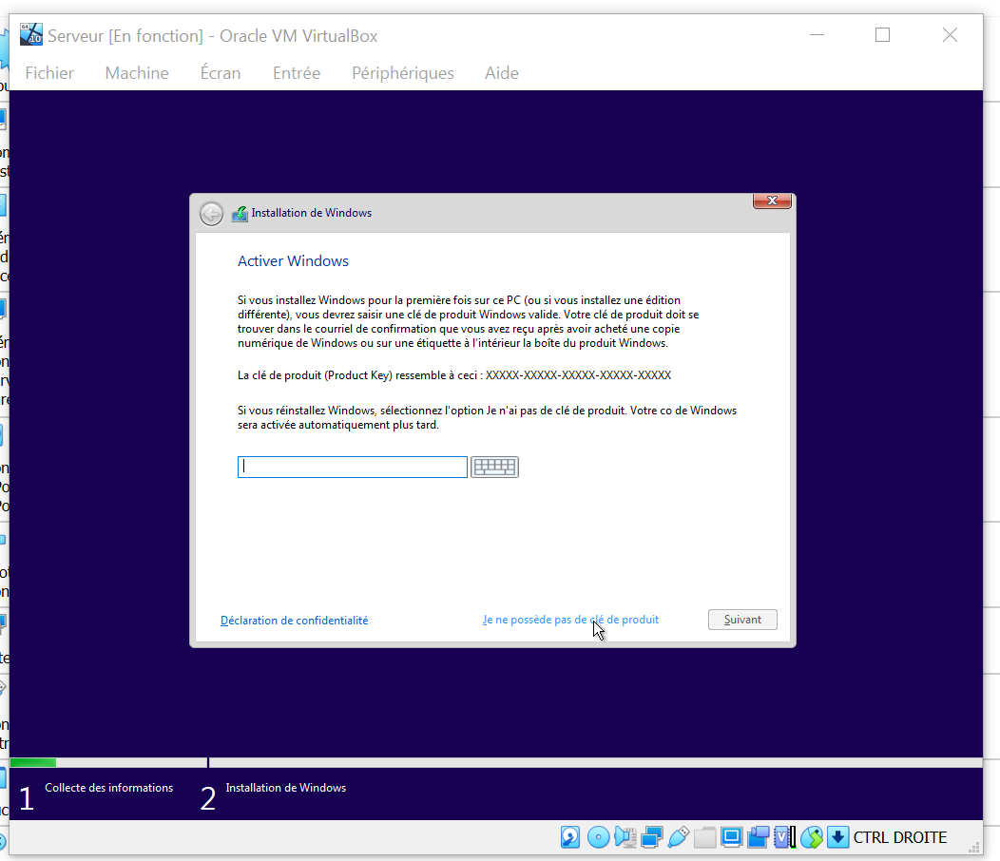 Serveur [En fonction] - Oracle VM VirtualBox
Fichier Machine Écran Entrée Périphériques Aide
Installation de Windows
Activer Windows
Si vous installez Windows pour la première fois sur ce PC (ou si vous installez une édition
différente), vous devrez saisir une clé de produit Windows valide. Votre clé de produit doit se
trouver dans le courriel de confirmation que vous avez reçu après avoir acheté une copie
numérique de Windows ou sur une étiquette à l'intérieur la boîte du produit Windows.
La clé de produit (Product Key) ressemble à ceci : XXXXX-XXXXX-XXXXX-XXXXX-XXXXX
Si vous réinstallez Windows, sélectionnez l'option Je n'ai pas de clé de produit. Votre co de Windows
sera activée automatiquement plus tard.
Déclaration de confidentialité
Je ne possède pas de clé de produit
Suivant
1 Collecte des informations
2 Installation de Windows
CTRL DROITE